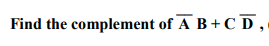 Find the complement of A̅ B + C D̅ ,